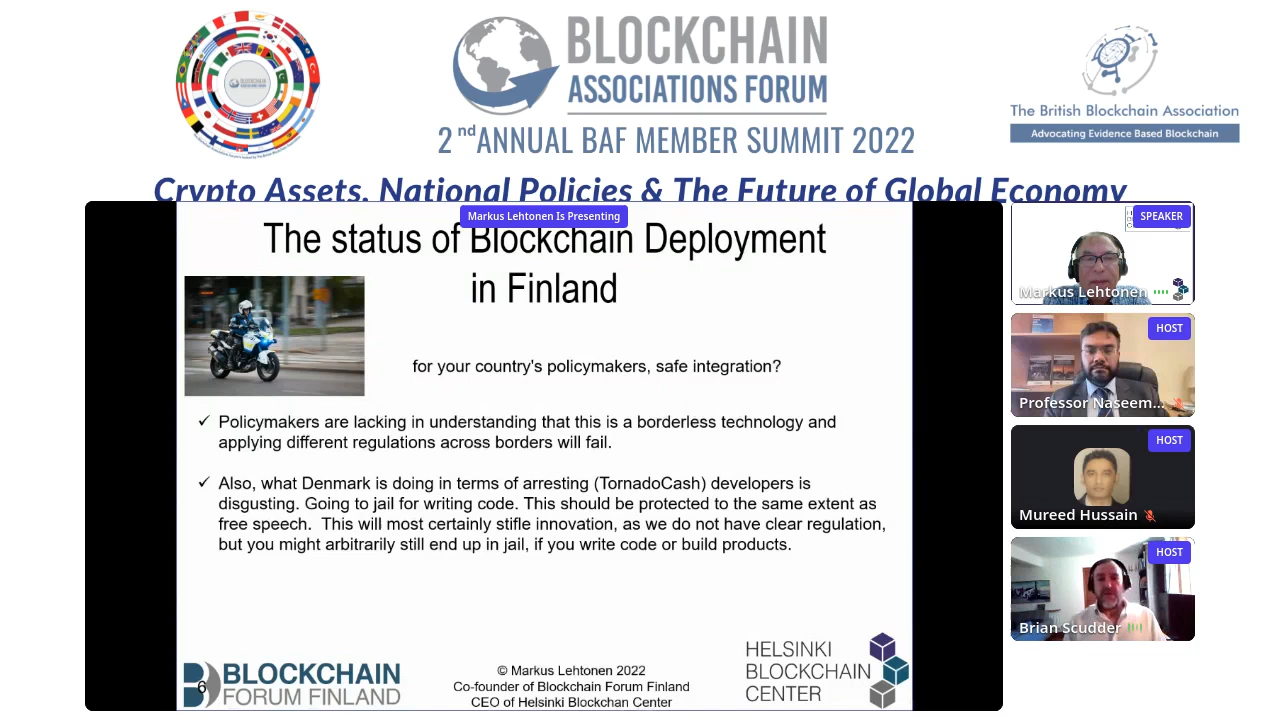 BLOCKCHAIN
ASSOCIATIONS FORUM
2nd ANNUAL BAF MEMBER SUMMIT 2022
The British Blockchain Association
Advocating Evidence Based Blockchain
Crypto Assets, National Policies & The Future of Global Economy
Markus Lehtonen Is Presenting
The status of Blockchain Deployment
in Finland
for your country's policymakers, safe integration?
✓ Policymakers are lacking in understanding that this is a borderless technology and
applying different regulations across borders will fail.
✓ Also, what Denmark is doing in terms of arresting (TornadoCash) developers is
disgusting. Going to jail for writing code. This should be protected to the same extent as
free speech. This will most certainly stifle innovation, as we do not have clear regulation,
but you might arbitrarily still end up in jail, if you write code or build products.
BLOCKCHAIN
FORUM FINLAND
6
© Markus Lehtonen 2022
Co-founder of Blockchain Forum Finland
CEO of Helsinki Blockchan Center
HELSINKI
BLOCKCHAIN
CENTER
SPEAKER
Markus Lehtonen
HOST
Professor Naseem...
HOST
Mureed Hussain
HOST
Brian Scudder